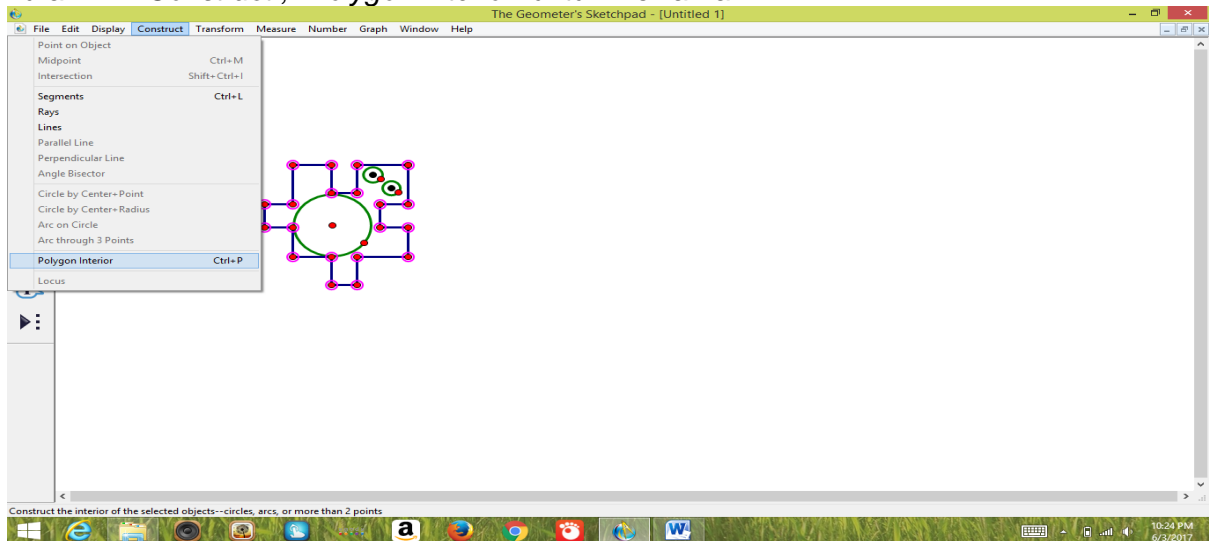 The Geometer's Sketchpad - [Untitled 1]
File Edit Display Construct Transform Measure Number Graph Window Help
Point on Object
Midpoint Ctrl+M
Intersection Shift+Ctrl+I
Segments Ctrl+L
Rays
Lines
Parallel Line
Perpendicular Line
Angle Bisector
Circle by Center+Point
Circle by Center+Radius
Arc on Circle
Arc through 3 Points
Polygon Interior Ctrl+P
Locus
Construct the interior of the selected objects--circles, arcs, or more than 2 points
a
W
10:24 PM
6/3/2017